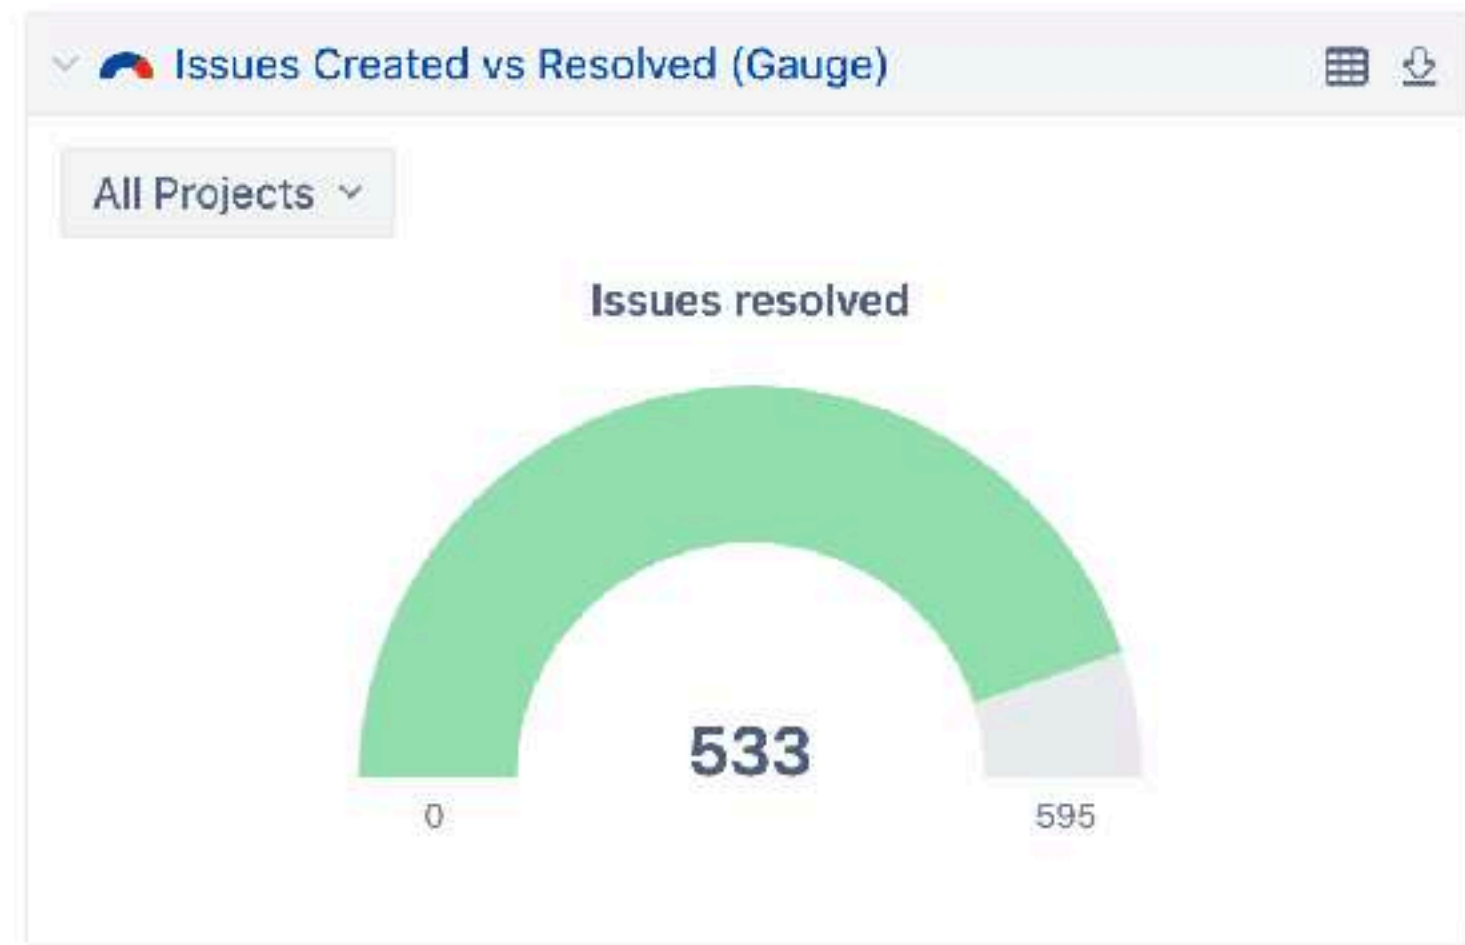 Issues Created vs Resolved (Gauge)
All Projects
Issues resolved
533
0
595